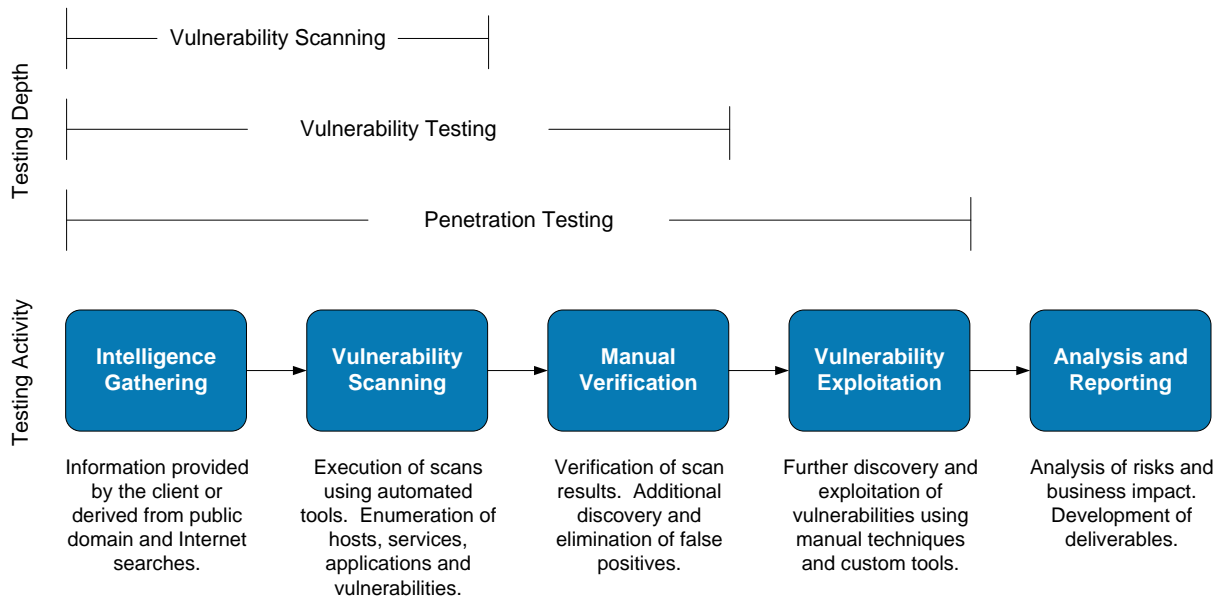 Testing Depth
Vulnerability Scanning
Vulnerability Testing
Penetration Testing
Testing Activity
Intelligence
Gathering
Vulnerability
Scanning
Manual
Verification
Vulnerability
Exploitation
Analysis and
Reporting
Information provided
by the client or
derived from public
domain and Internet
searches.
Execution of scans
using automated
tools.  Enumeration of
hosts, services,
applications and
vulnerabilities.
Verification of scan
results.  Additional
discovery and
elimination of false
positives.
Further discovery and
exploitation of
vulnerabilities using
manual techniques
and custom tools.
Analysis of risks and
business impact.
Development of
deliverables.